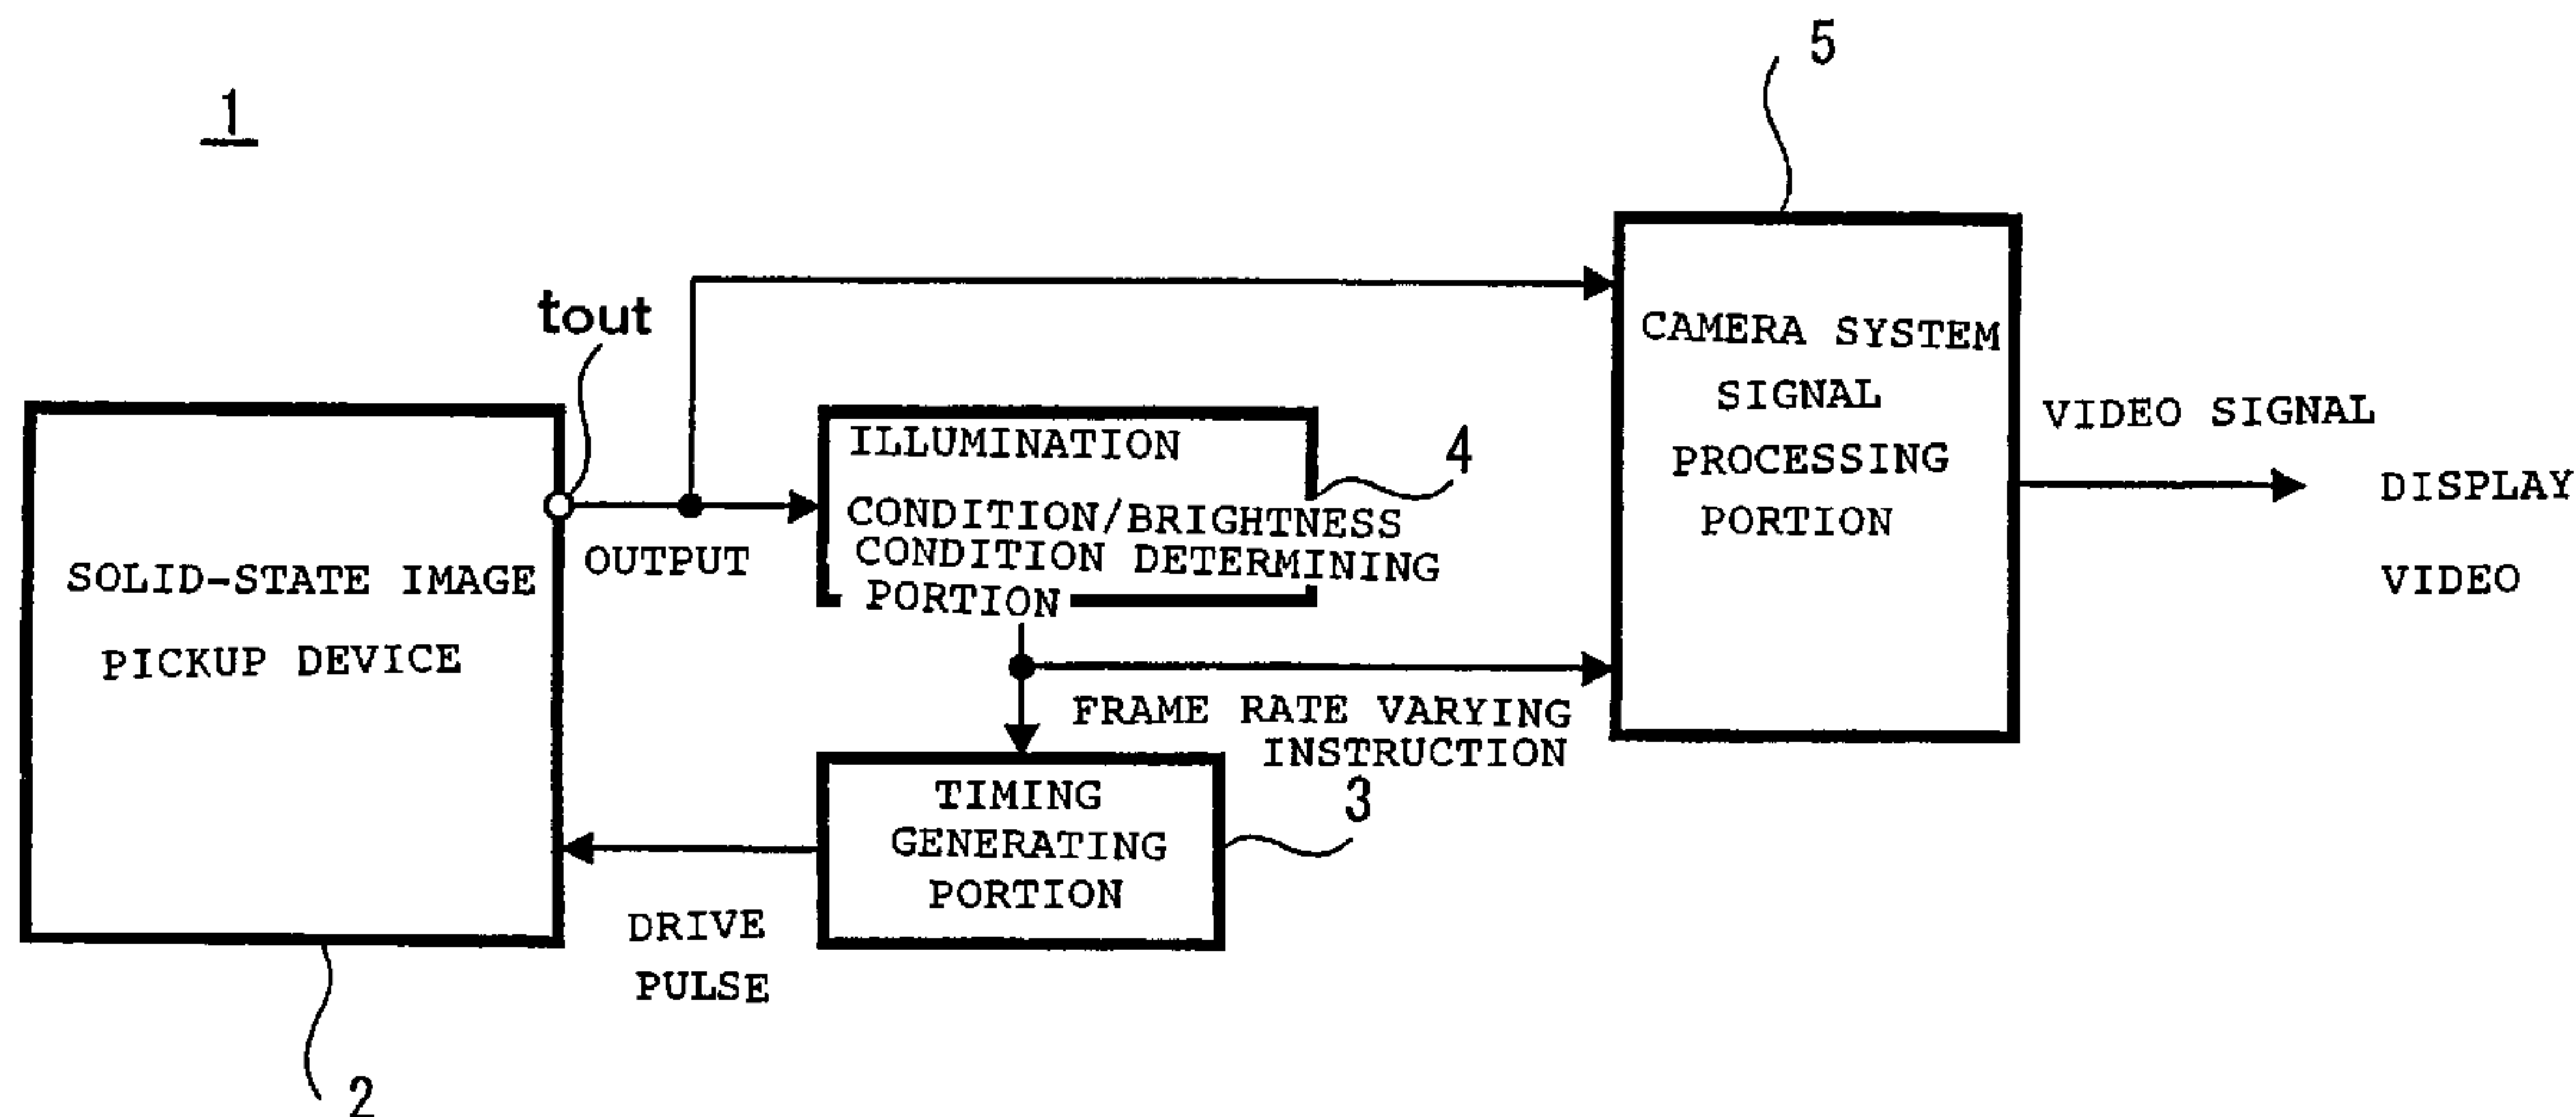 1
5
tout
CAMERA SYSTEM
SIGNAL
PROCESSING
PORTION
VIDEO SIGNAL
DISPLAY
VIDEO
ILLUMINATION
CONDITION/BRIGHTNESS
CONDITION DETERMINING
PORTION
4
OUTPUT
SOLID-STATE IMAGE
PICKUP DEVICE
FRAME RATE VARYING
INSTRUCTION
TIMING
GENERATING
PORTION
3
DRIVE
PULSE
2